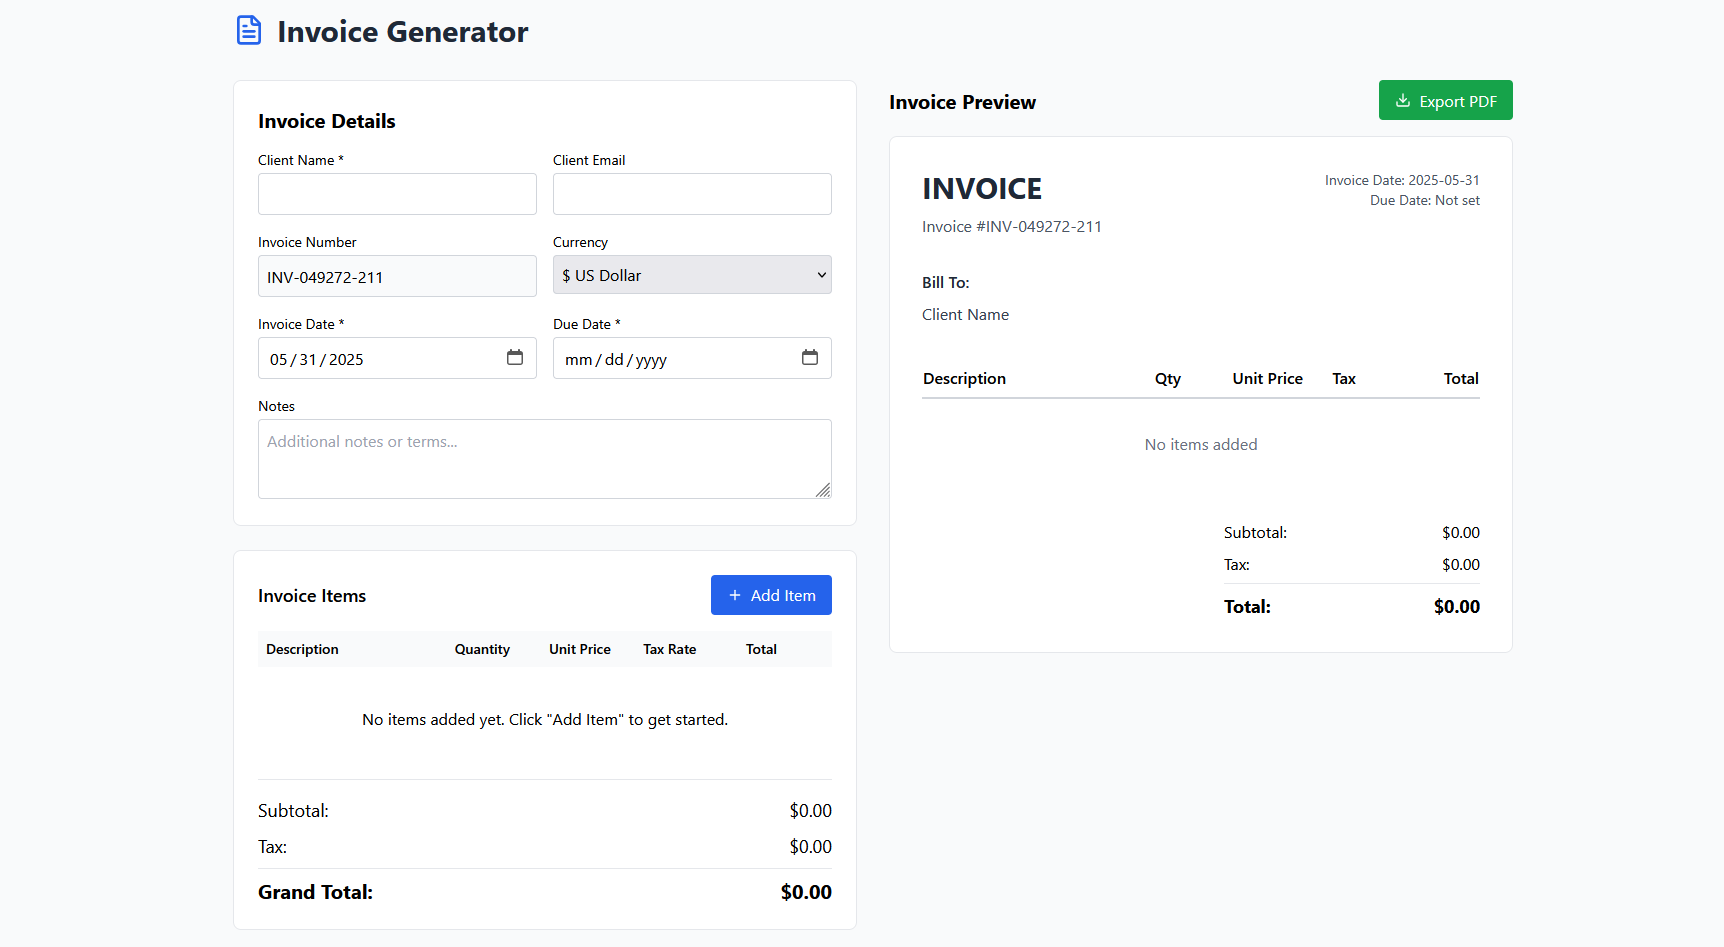 Invoice Generator
Invoice Details
Client Name *
Client Email
Invoice Number
Currency
INV-049272-211
$ US Dollar
Invoice Date *
Due Date *
05/31/2025
mm/dd/yyyy
Notes
Additional notes or terms...
Invoice Items
+ Add Item
Description Quantity Unit Price Tax Rate Total
No items added yet. Click "Add Item" to get started.
Subtotal: $0.00
Tax: $0.00
Grand Total: $0.00
Invoice Preview
Export PDF
INVOICE
Invoice Date: 2025-05-31
Due Date: Not set
Invoice #INV-049272-211
Bill To:
Client Name
Description Qty Unit Price Tax Total
No items added
Subtotal: $0.00
Tax: $0.00
Total: $0.00